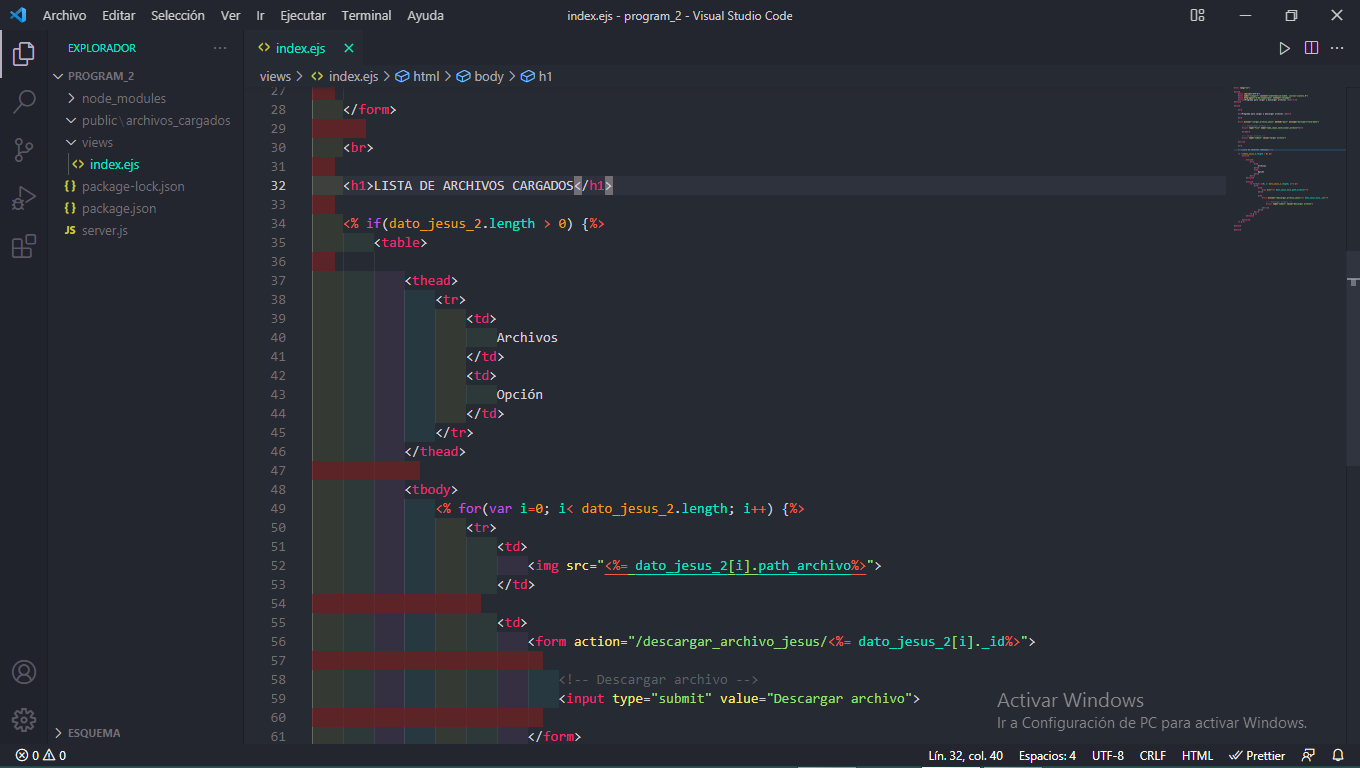 Archivo Editar Selección Ver Ir Ejecutar Terminal Ayuda index.ejs - program_2 - Visual Studio Code
EXPLORADOR ···
PROGRAM_2
node_modules
public\archivos_cargados
views
index.ejs
package-lock.json
package.json
JS server.js
ESQUEMA
index.ejs
views > index.ejs > html > body > h1
27
28 </form>
29
30 <br>
31
32 <h1>LISTA DE ARCHIVOS CARGADOS</h1>
33
34 <% if(dato_jesus_2.length > 0) {%>
35 <table>
36
37 <thead>
38 <tr>
39 <td>
40 Archivos
41 </td>
42 <td>
43 Opción
44 </td>
45 </tr>
46 </thead>
47
48 <tbody>
49 <% for(var i=0; i< dato_jesus_2.length; i++) {%>
50 <tr>
51 <td>
52 <img src="<%= dato_jesus_2[i].path_archivo%>">
53 </td>
54
55 <td>
56 <form action="/descargar_archivo_jesus/<%= dato_jesus_2[i]._id%>">
57
58 <!-- Descargar archivo -->
59 <input type="submit" value="Descargar archivo">
60
61 </form>
Activar Windows
Ir a Configuración de PC para activar Windows.
0 0 Lín. 32, col. 40 Espacios: 4 UTF-8 CRLF HTML Prettier